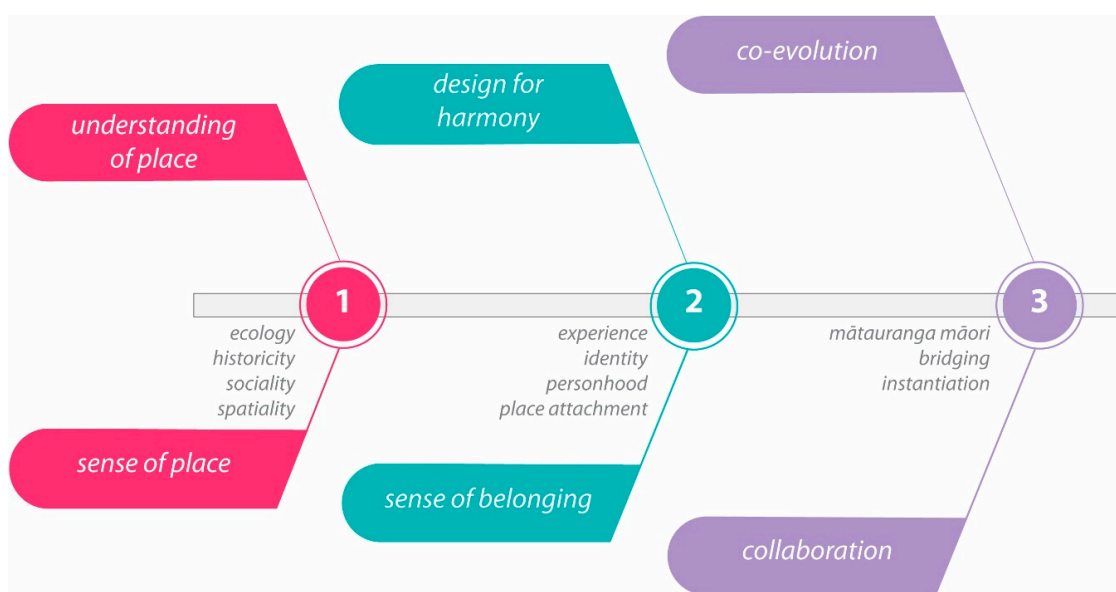 understanding
of place
design for
harmony
co-evolution
1
2
3
ecology
historicity
sociality
spatiality
experience
identity
personhood
place attachment
mātauranga māori
bridging
instantiation
sense of place
sense of belonging
collaboration